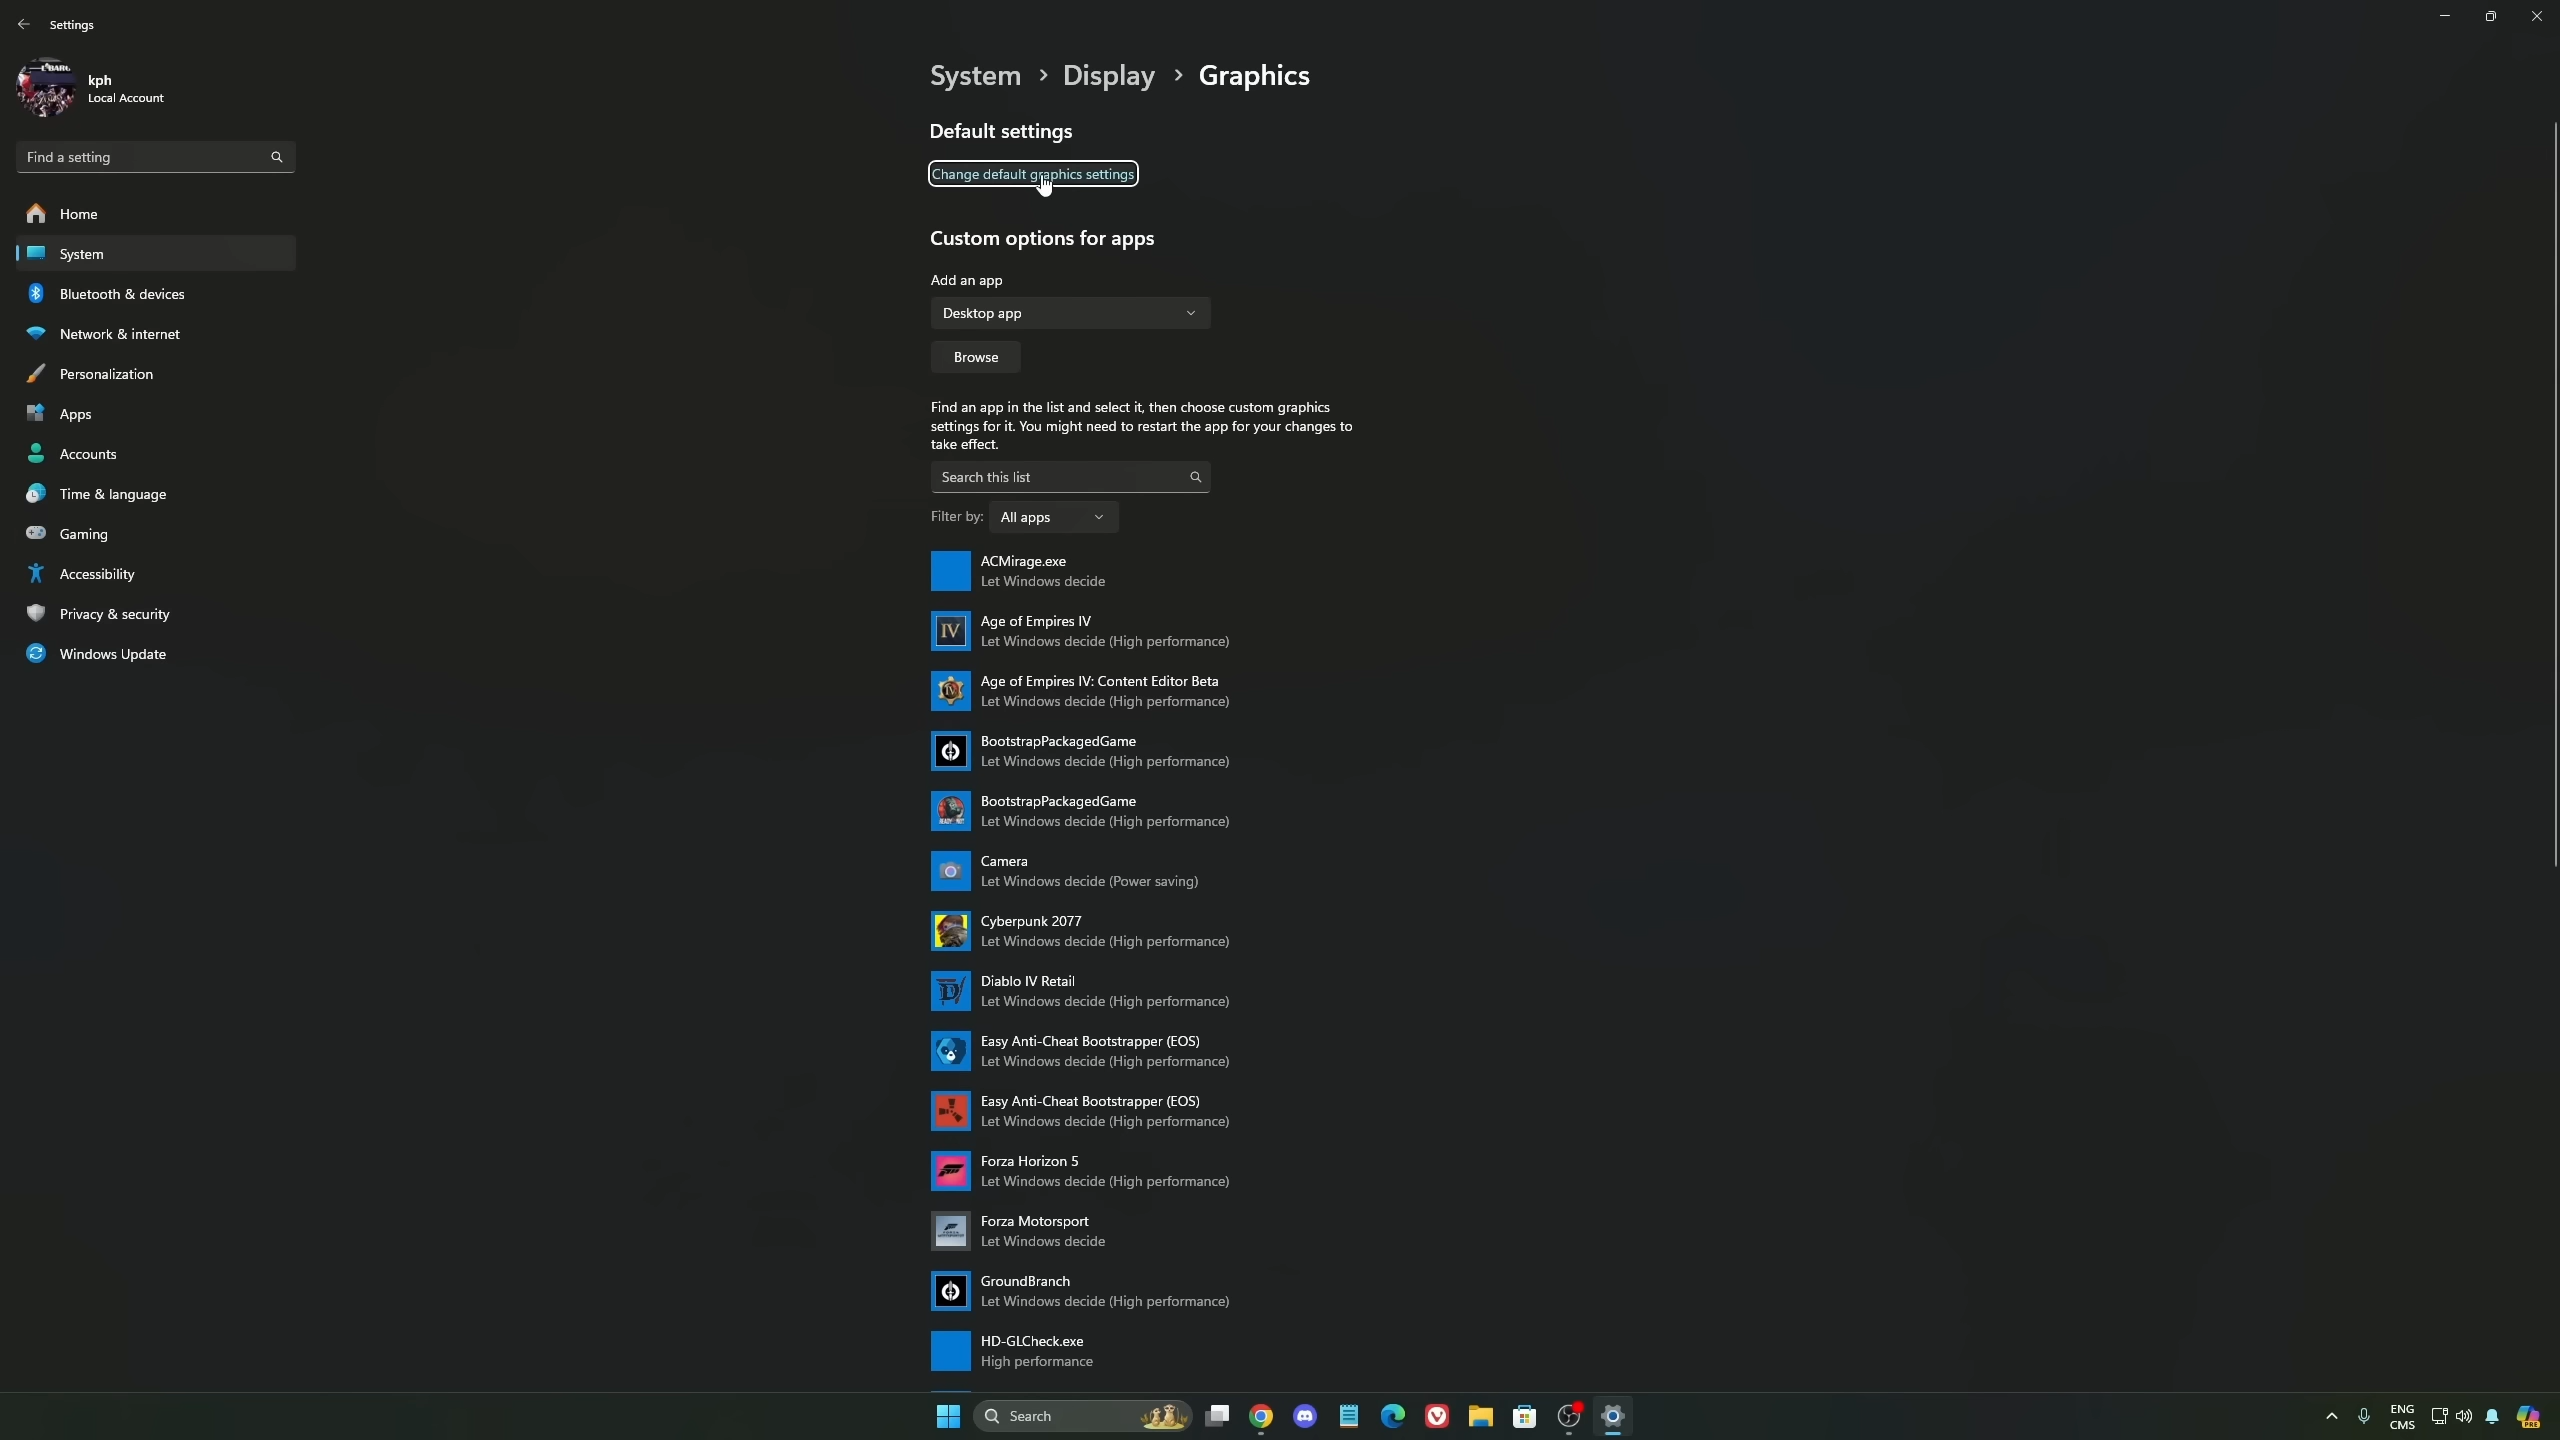 Settings
kph
Local Account
Find a setting
Home
System
Bluetooth & devices
Network & internet
Personalization
Apps
Accounts
Time & language
Gaming
Accessibility
Privacy & security
Windows Update
System > Display > Graphics
Default settings
Change default graphics settings
Custom options for apps
Add an app
Desktop app
Browse
Find an app in the list and select it, then choose custom graphics
settings for it. You might need to restart the app for your changes to
take effect.
Search this list
Filter by: All apps
ACMirage.exe
Let Windows decide
IV
Age of Empires IV
Let Windows decide (High performance)
Age of Empires IV: Content Editor Beta
Let Windows decide (High performance)
BootstrapPackagedGame
Let Windows decide (High performance)
BootstrapPackagedGame
Let Windows decide (High performance)
Camera
Let Windows decide (Power saving)
Cyberpunk 2077
Let Windows decide (High performance)
Diablo IV Retail
Let Windows decide (High performance)
Easy Anti-Cheat Bootstrapper (EOS)
Let Windows decide (High performance)
Easy Anti-Cheat Bootstrapper (EOS)
Let Windows decide (High performance)
Forza Horizon 5
Let Windows decide (High performance)
Forza Motorsport
Let Windows decide
GroundBranch
Let Windows decide (High performance)
HD-GLCheck.exe
High performance
Search
ENG
CMS
PRE